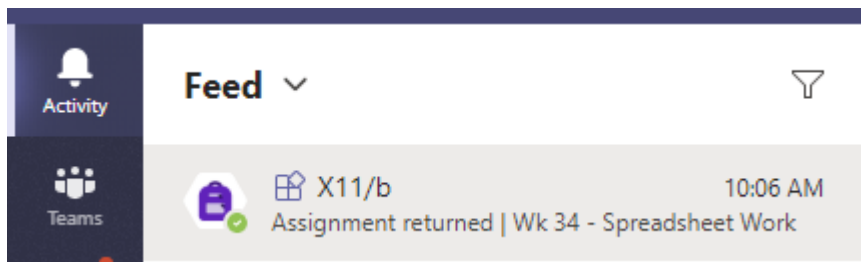 Activity
Feed
Teams
X11/b 10:06 AM
Assignment returned | Wk 34 - Spreadsheet Work